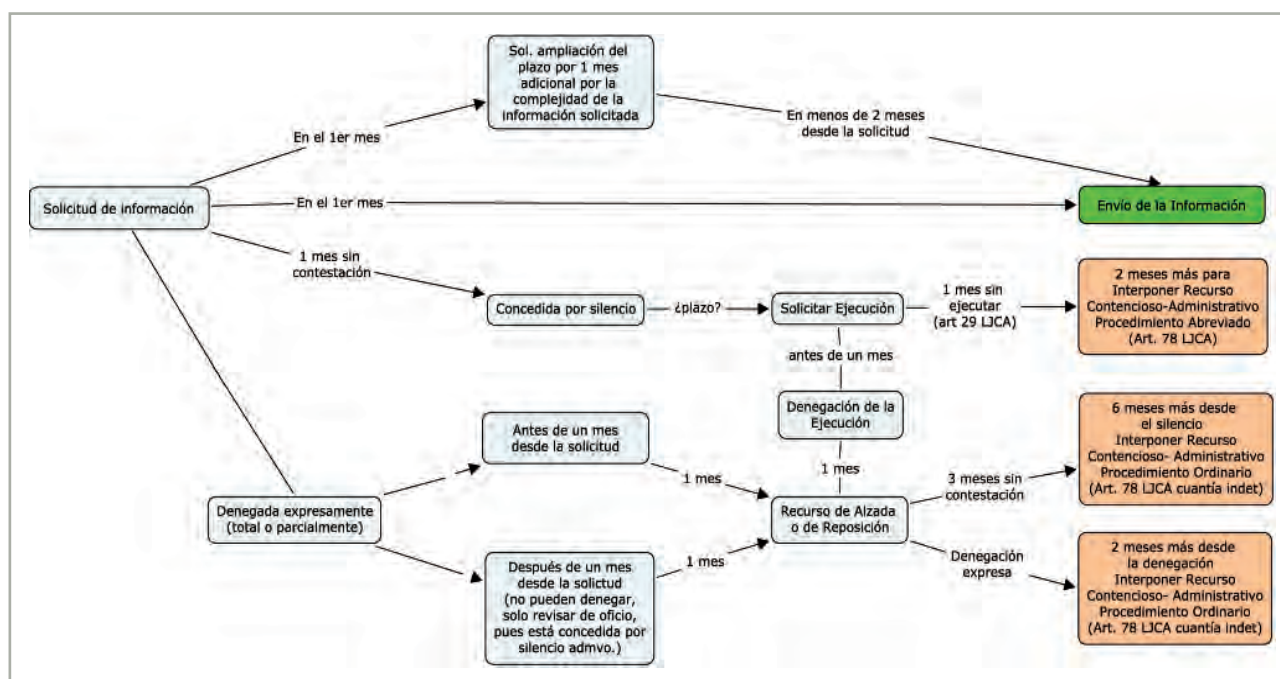 Sol. ampliación del
plazo por 1 mes
adicional por la
complejidad de la
información solicitada
En el 1er mes
En menos de 2 meses
desde la solicitud
Solicitud de información
En el 1er mes
Envío de la Información
1 mes sin
contestación
Concedida por silencio
¿plazo?
Solicitar Ejecución
1 mes sin
ejecutar
(art 29 LJCA)
2 meses más para
Interponer Recurso
Contencioso-Administrativo
Procedimiento Abreviado
(Art. 78 LJCA)
antes de un mes
Denegación de la
Ejecución
1 mes
Antes de un mes
desde la solicitud
1 mes
Denegada expresamente
(total o parcialmente)
Recurso de Alzada
o de Reposición
3 meses sin
contestación
6 meses más desde
el silencio
Interponer Recurso
Contencioso- Administrativo
Procedimiento Ordinario
(Art. 78 LJCA cuantía indet)
Después de un mes
desde la solictud
(no pueden denegar,
solo revisar de oficio,
pues está concedida por
silencio admvo.)
1 mes
Denegación
expresa
2 meses más desde
la denegación
Interponer Recurso
Contencioso- Administrativo
Procedimiento Ordinario
(Art. 78 LJCA cuantía indet)